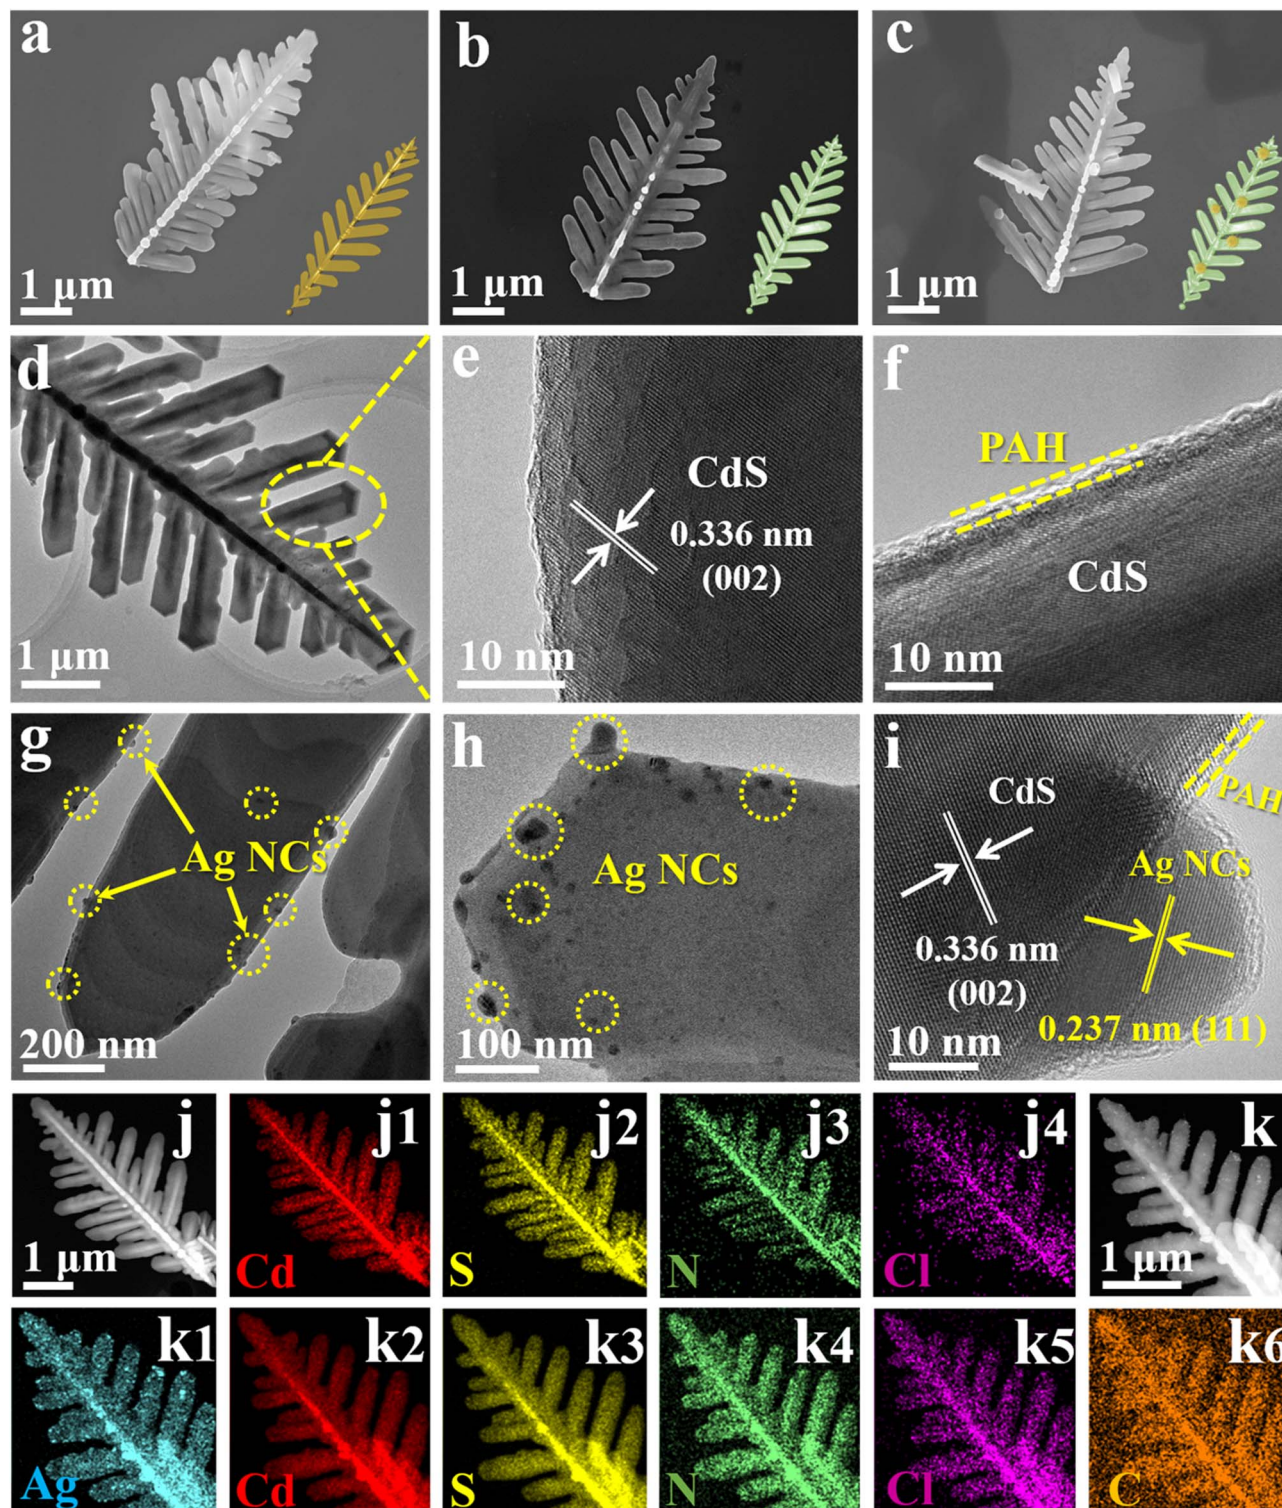 a
1 μm
b
1 μm
c
1 μm
d
1 μm
e
CdS
0.336 nm
(002)
10 nm
f
PAH
CdS
10 nm
g
Ag NCs
200 nm
h
Ag NCs
100 nm
i
CdS
PAH
Ag NCs
0.336 nm
(002)
0.237 nm (111)
10 nm
j
1 μm
j1
Cd
j2
S
j3
N
j4
Cl
k
1 μm
k1
Ag
k2
Cd
k3
S
k4
N
k5
Cl
k6
C